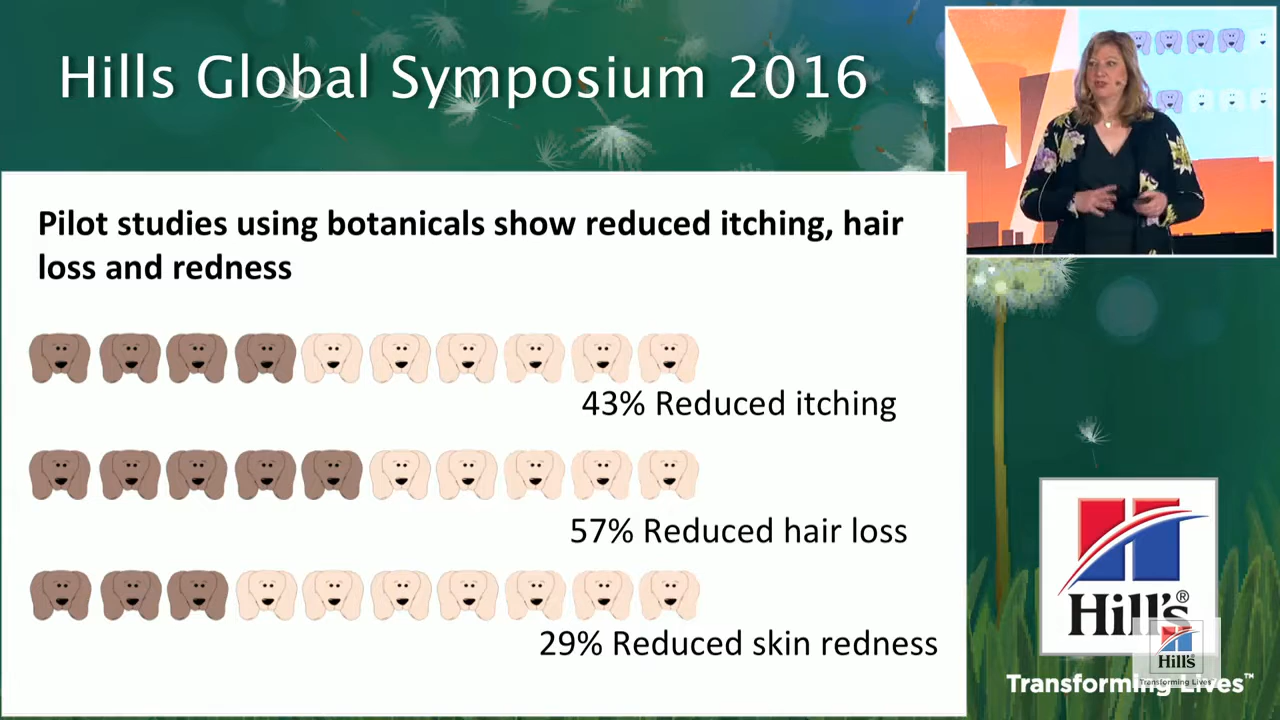 Hills Global Symposium 2016
Pilot studies using botanicals show reduced itching, hair
loss and redness
43% Reduced itching
57% Reduced hair loss
29% Reduced skin redness
Hill's®
Transforming Lives™
Hill's
Transforming Lives